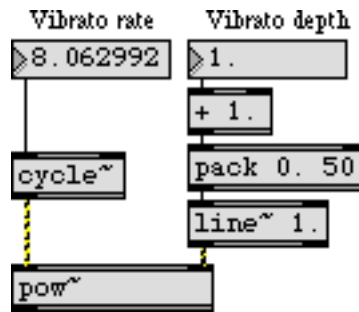 Vibrato rate Vibrato depth
8.062992 1.
+ 1.
cycle~ pack 0. 50
line~ 1.
pow~